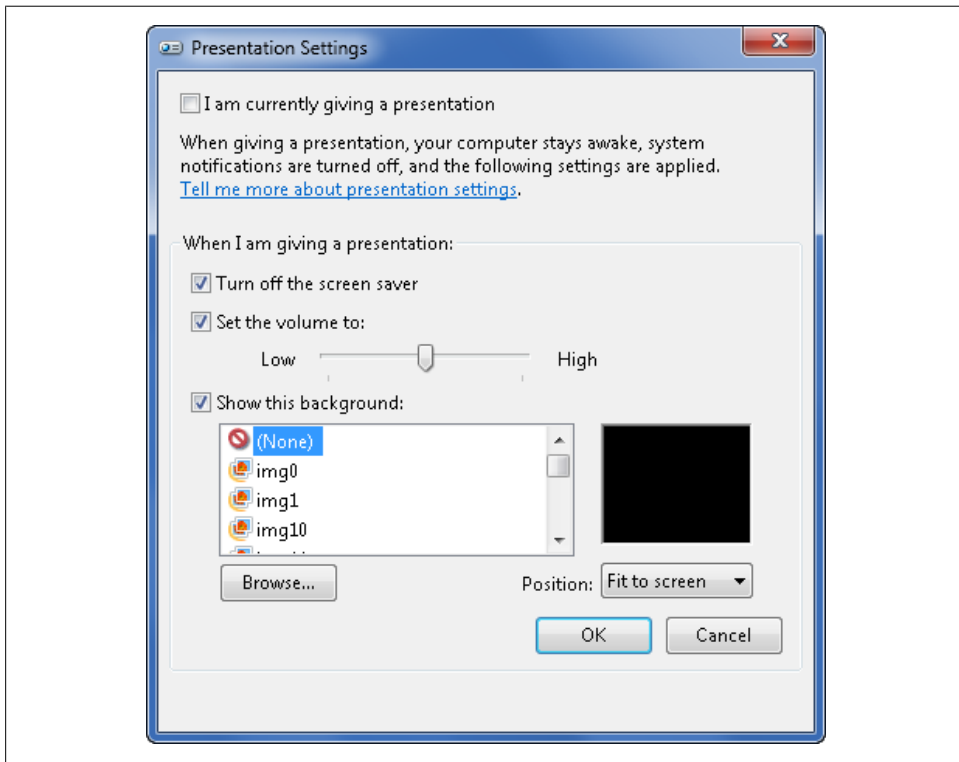 Presentation Settings
I am currently giving a presentation
When giving a presentation, your computer stays awake, system
notifications are turned off, and the following settings are applied.
Tell me more about presentation settings.
When I am giving a presentation:
Turn off the screen saver
Set the volume to:
Low High
Show this background:
(None)
img0
img1
img10
Browse...
Position: Fit to screen
OK Cancel